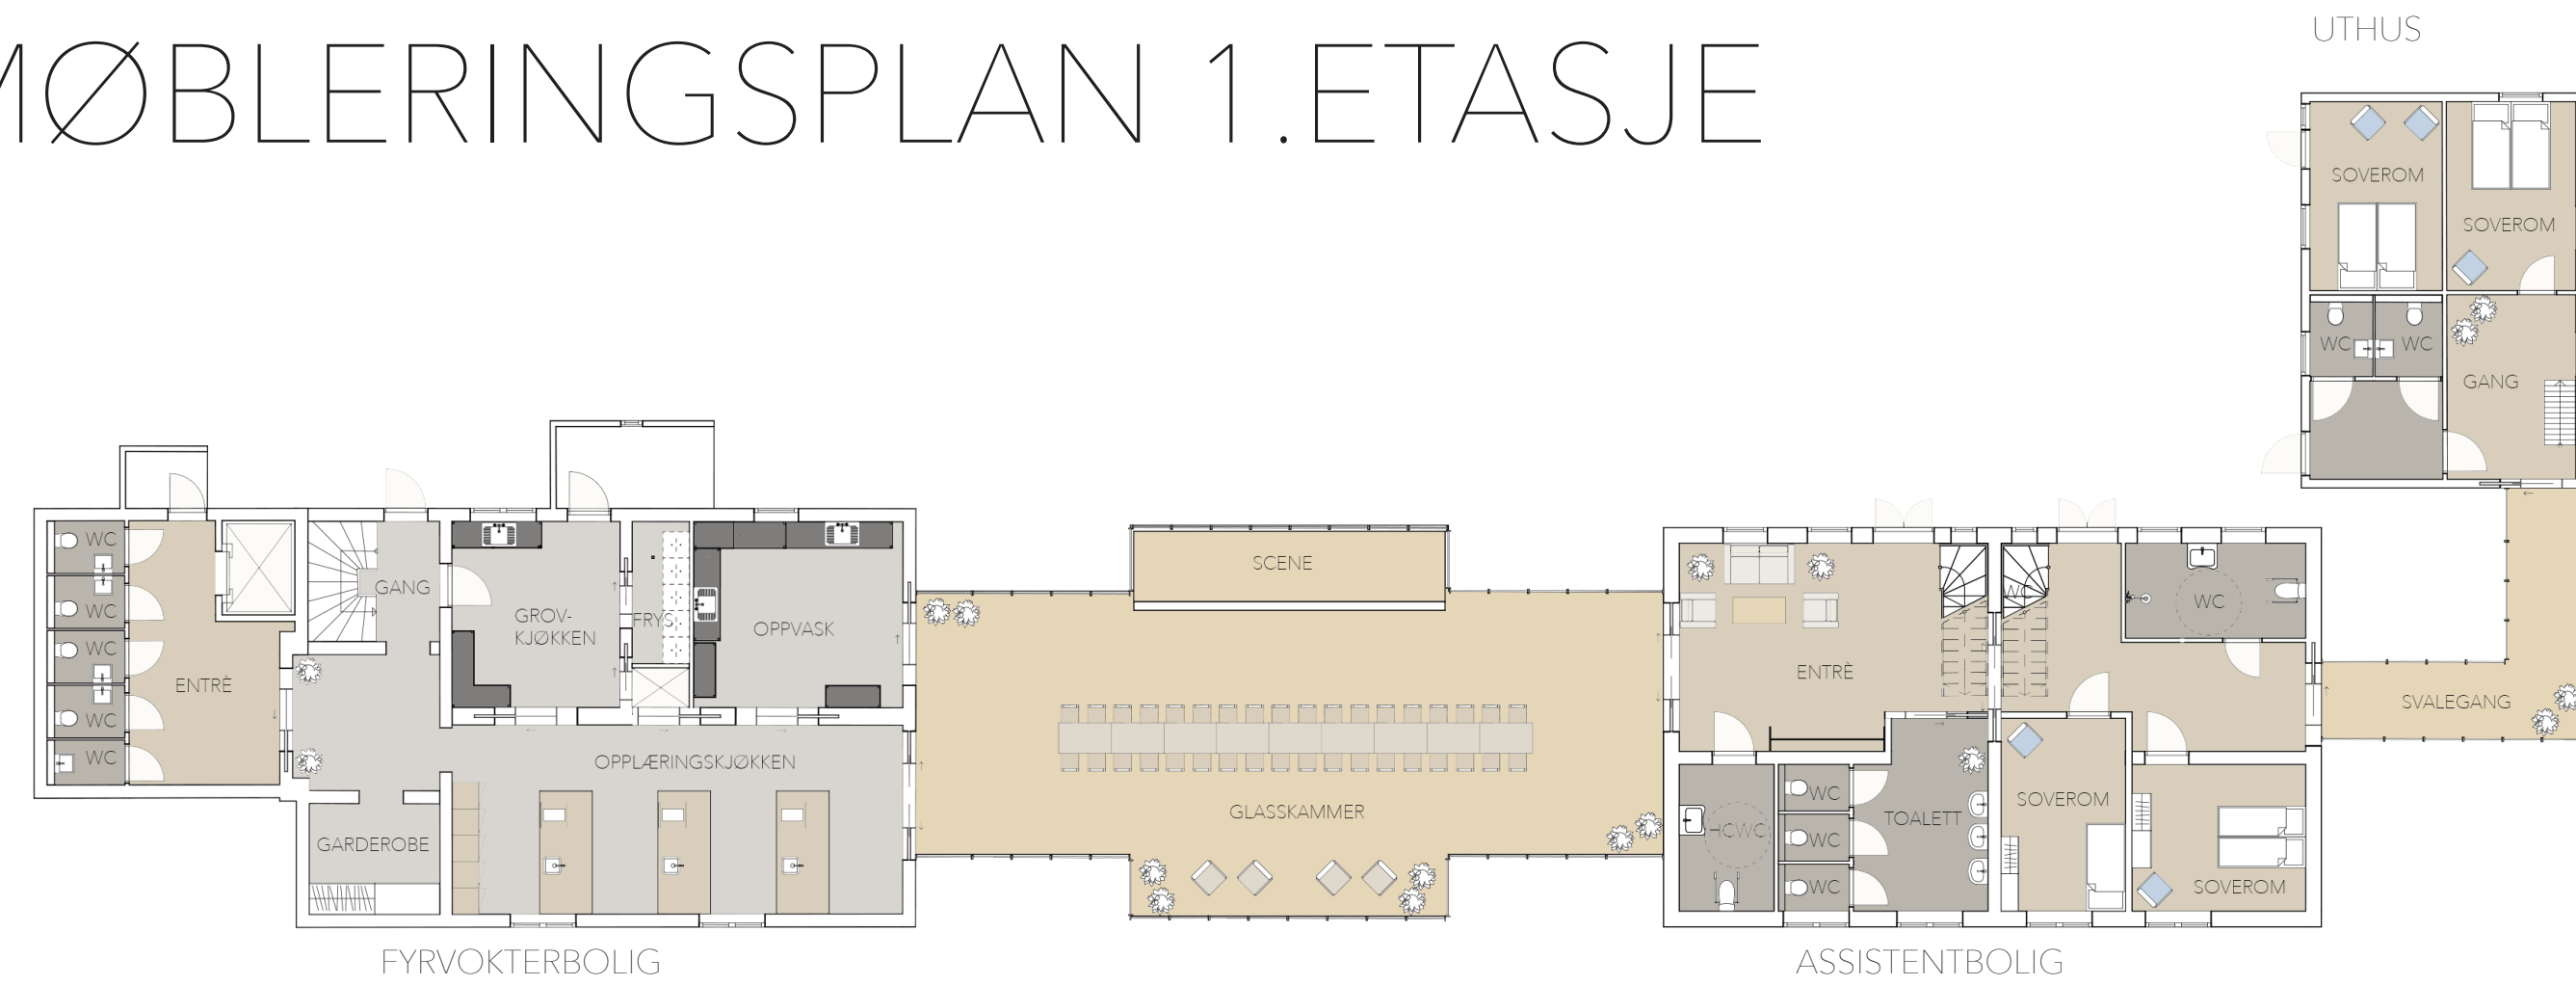 UTHUS
MØBLERINGSPLAN 1.ETASJE
SOVEROM
SOVEROM
WC
WC
GANG
WC
WC
WC
WC
WC
ENTRÈ
GANG
GARDEROBE
GROV-
KJØKKEN
FRYS
OPPVASK
OPPLÆRINGSKJØKKEN
SCENE
GLASSKAMMER
ENTRÈ
WC
WC
HCWC
WC
WC
WC
TOALETT
SOVEROM
SOVEROM
SVALEGANG
FYRVOKTERBOLIG
ASSISTENTBOLIG